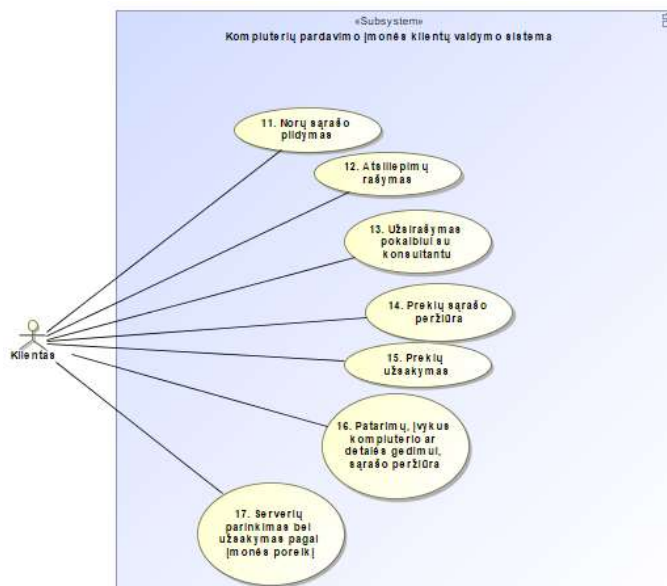 «Subsystem»
Kompiuterių pardavimo įmonės klientų valdymo sistema
11. Norų sąrašo
pildymas
12. Atsiliepimų
rašymas
13. Užsirašymas
pokalbiui su
konsultantu
14. Prekių sąrašo
peržiūra
Klientas
15. Prekių
užsakymas
16. Patarimų, įvykus
kompiuterio ar
detalės gedimui,
sąrašo peržiūra
17. Serverių
parinkimas bei
užsakymas pagal
įmonės poreikį